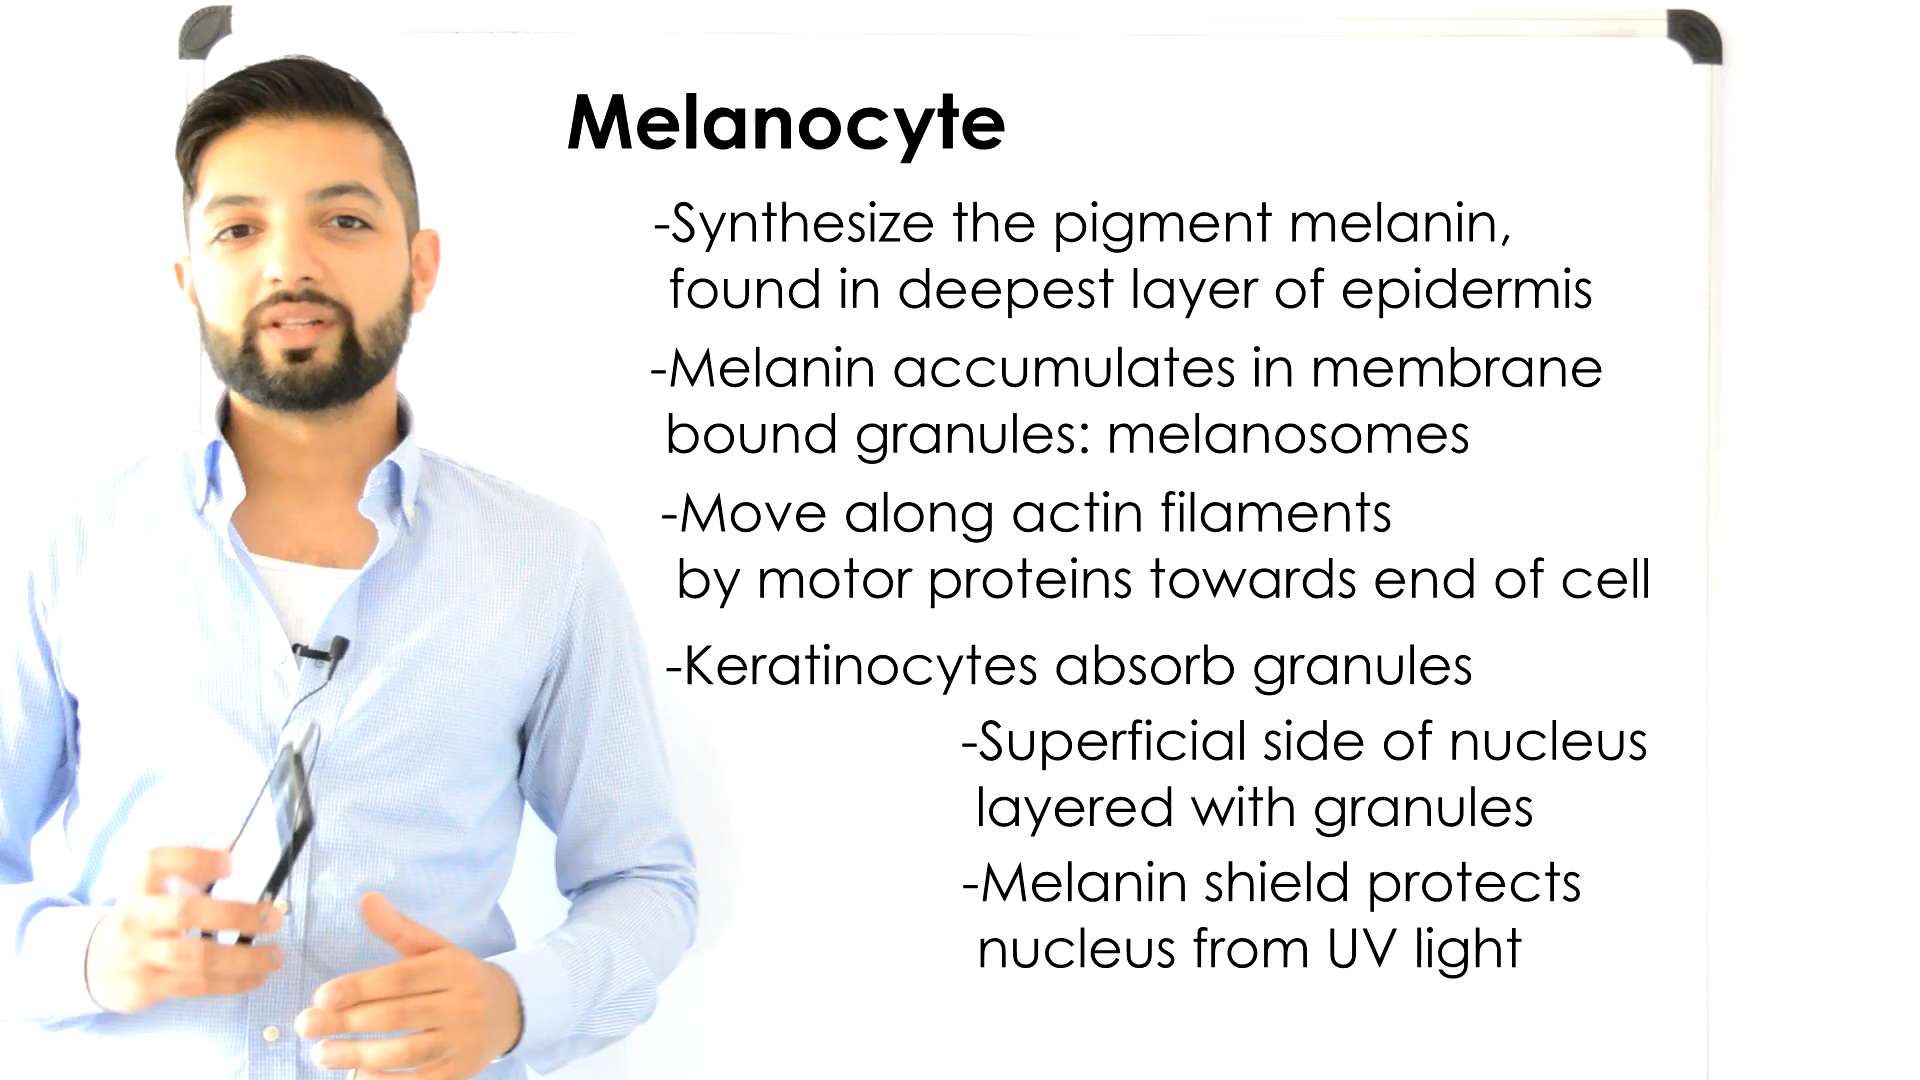 Melanocyte
-Synthesize the pigment melanin,
found in deepest layer of epidermis
-Melanin accumulates in membrane
bound granules: melanosomes
-Move along actin filaments
by motor proteins towards end of cell
-Keratinocytes absorb granules
-Superficial side of nucleus
layered with granules
-Melanin shield protects
nucleus from UV light